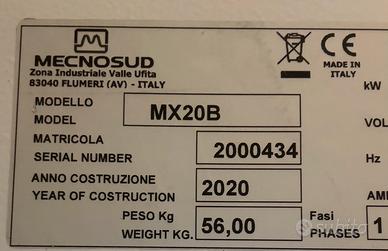 MECNOSUD
Zona Industriale Valle Ufita
83040 FLUMERI (AV) - ITALY
CE
MADE IN
ITALY
kW
MODELLO
MODEL
MX20B
VOL
MATRICOLA
SERIAL NUMBER
2000434
Hz
ANNO COSTRUZIONE
YEAR OF COSTRUCTION
2020
AM
PESO Kg
WEIGHT KG.
56,00
Fasi
PHASES
1
subito